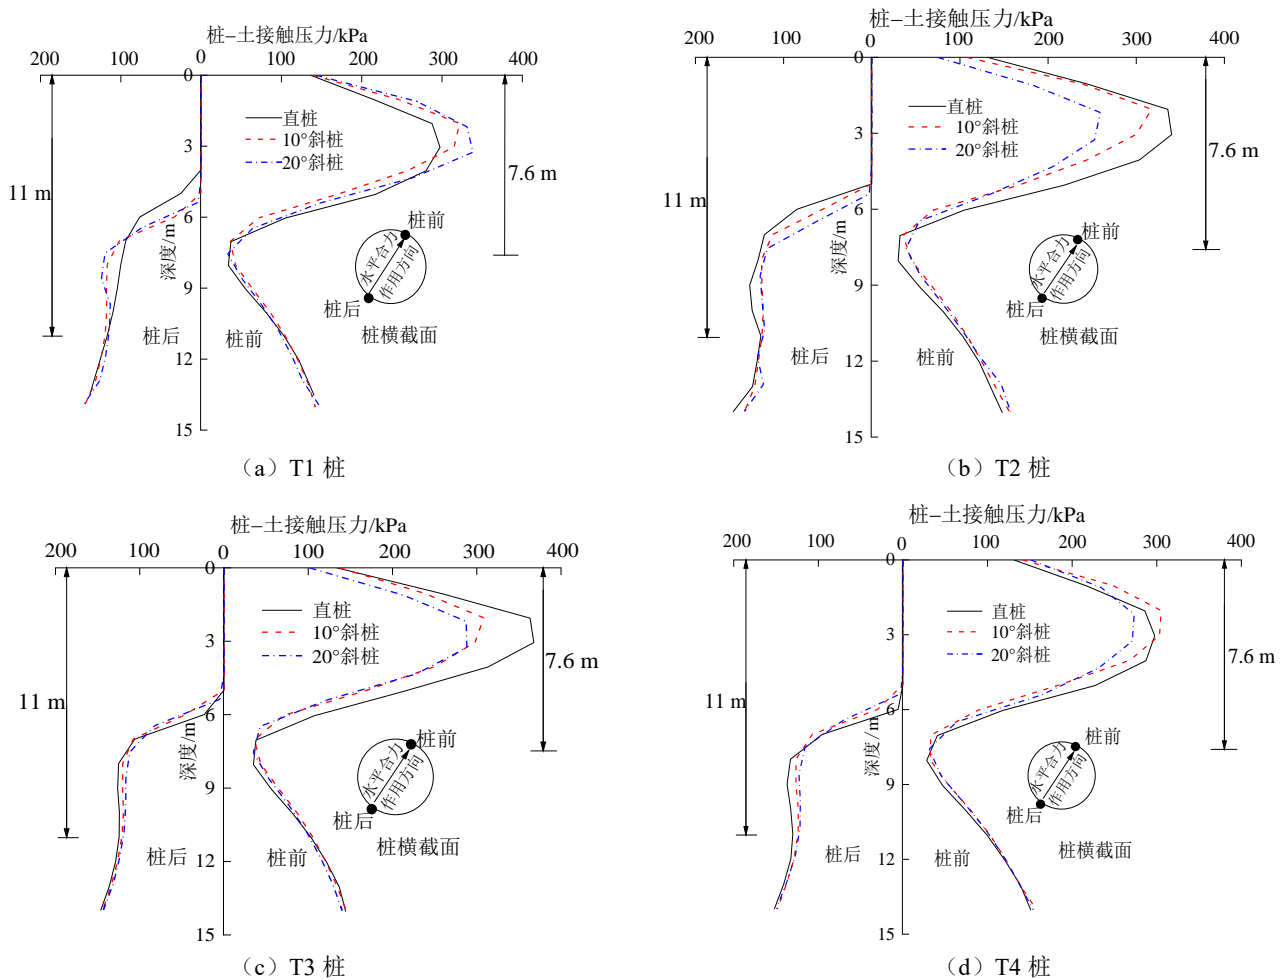 桩–土接触压力/kPa
200 100 0 100 200 300 400
0
3
6
9
12
15
深度/m
直桩
10°斜桩
20°斜桩
11 m
7.6 m
桩前
水平合力
作用方向
桩后
桩横截面
桩后
桩前
（a）T1 桩
桩–土接触压力/kPa
100 0 100 200 300 400
0
3
6
9
12
15
深度/m
直桩
10°斜桩
20°斜桩
11 m
7.6 m
桩前
水平合力
作用方向
桩后
桩横截面
桩后
桩前
（b）T2 桩
桩–土接触压力/kPa
200 100 0 100 200 300 400
0
3
6
9
12
15
深度/m
直桩
10°斜桩
20°斜桩
11 m
7.6 m
桩前
水平合力
作用方向
桩后
桩横截面
桩后
桩前
（c）T3 桩
桩–土接触压力/kPa
200 100 0 100 200 300 400
0
3
6
9
12
15
深度/m
直桩
10°斜桩
20°斜桩
11 m
7.6 m
桩前
水平合力
作用方向
桩后
桩横截面
桩后
桩前
（d）T4 桩